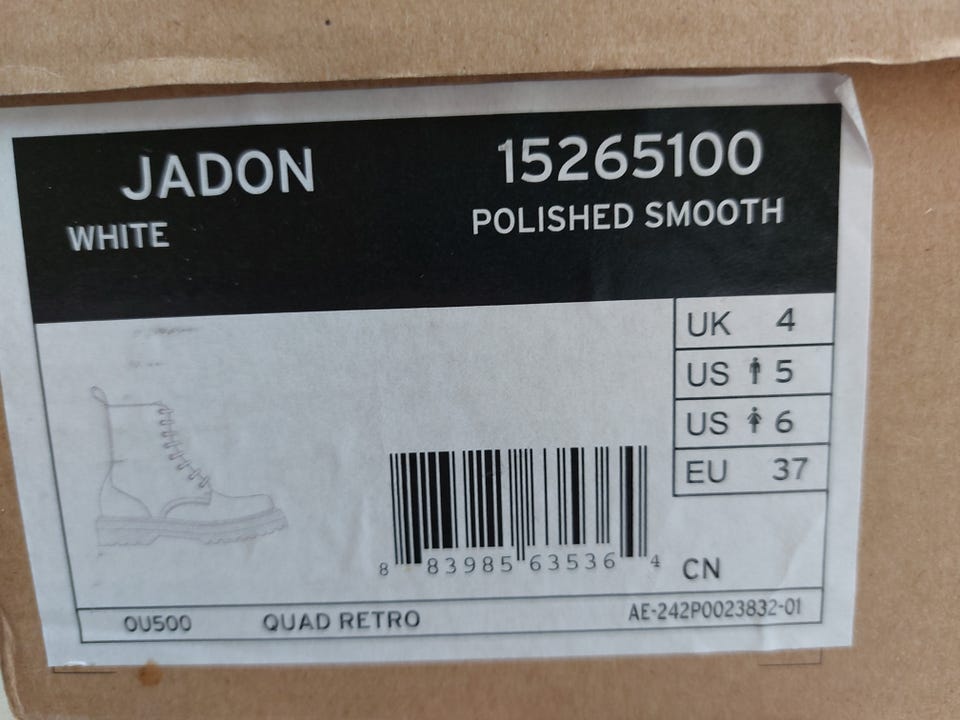 JADON 15265100
WHITE POLISHED SMOOTH
UK 4
US 5
US 6
EU 37
8 83985 63536 4 CN
0U500 QUAD RETRO AE-242P0023832-01